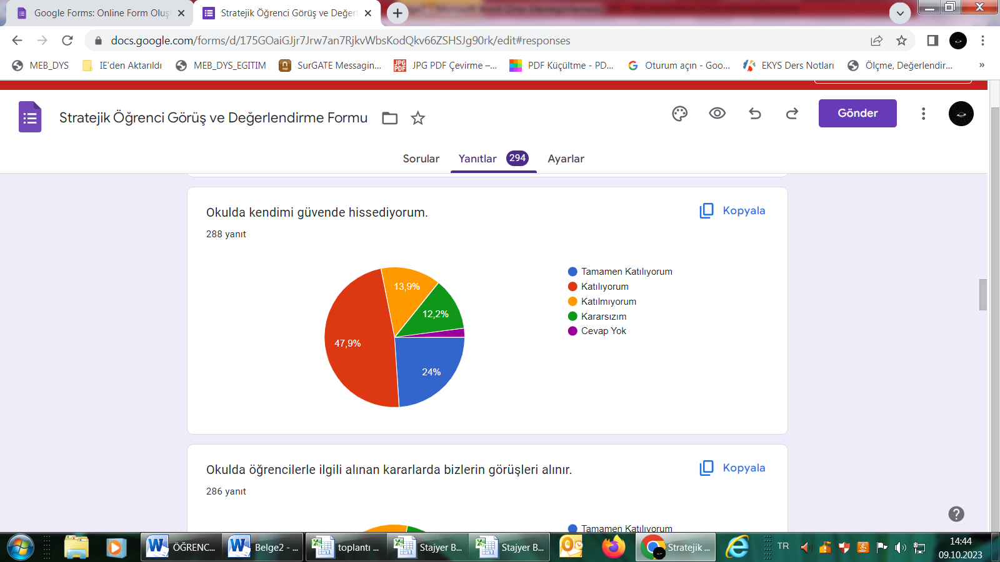 Google Forms: Online Form Oluşt
Stratejik Öğrenci Görüş ve Değerl
docs.google.com/forms/d/175GOaiGJjr7Jrw7an7RjkvWbsKodQkv66ZSHSJg90rk/edit#responses
MEB_DYS
IE'den Aktarıldı
MEB_DYS_EGITIM
SurGATE Messagin...
JPG PDF Çevirme –...
PDF Küçültme - PD...
Oturum açın - Goo...
EKYS Ders Notları
Ölçme, Değerlendir...
»
Stratejik Öğrenci Görüş ve Değerlendirme Formu
Gönder
Sorular
Yanıtlar 294
Ayarlar
Okulda kendimi güvende hissediyorum.
Kopyala
288 yanıt
Tamamen Katılıyorum
Katılıyorum
Katılmıyorum
Kararsızım
Cevap Yok
13,9%
12,2%
47,9%
24%
Okulda öğrencilerle ilgili alınan kararlarda bizlerin görüşleri alınır.
Kopyala
286 yanıt
Tamamen Katılıyorum
ÖĞRENC...
Belge2 - ...
toplantı ...
Stajyer B...
Stajyer B...
Stratejik ...
TR
14:44
09.10.2023